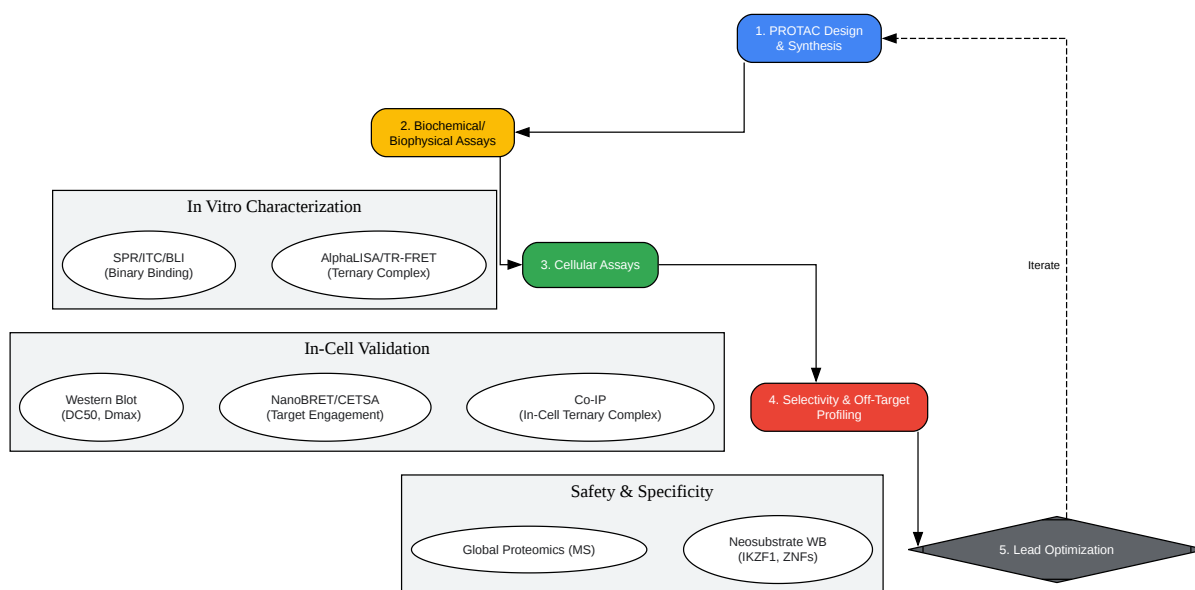 1. PROTAC Design
& Synthesis
2. Biochemical/
Biophysical Assays
In Vitro Characterization
SPR/ITC/BLI
(Binary Binding)
AlphaLISA/TR-FRET
(Ternary Complex)
3. Cellular Assays
Iterate
In-Cell Validation
Western Blot
(DC50, Dmax)
NanoBRET/CETSA
(Target Engagement)
Co-IP
(In-Cell Ternary Complex)
4. Selectivity & Off-Target
Profiling
Safety & Specificity
Global Proteomics (MS)
Neosubstrate WB
(IKZF1, ZNFs)
5. Lead Optimization